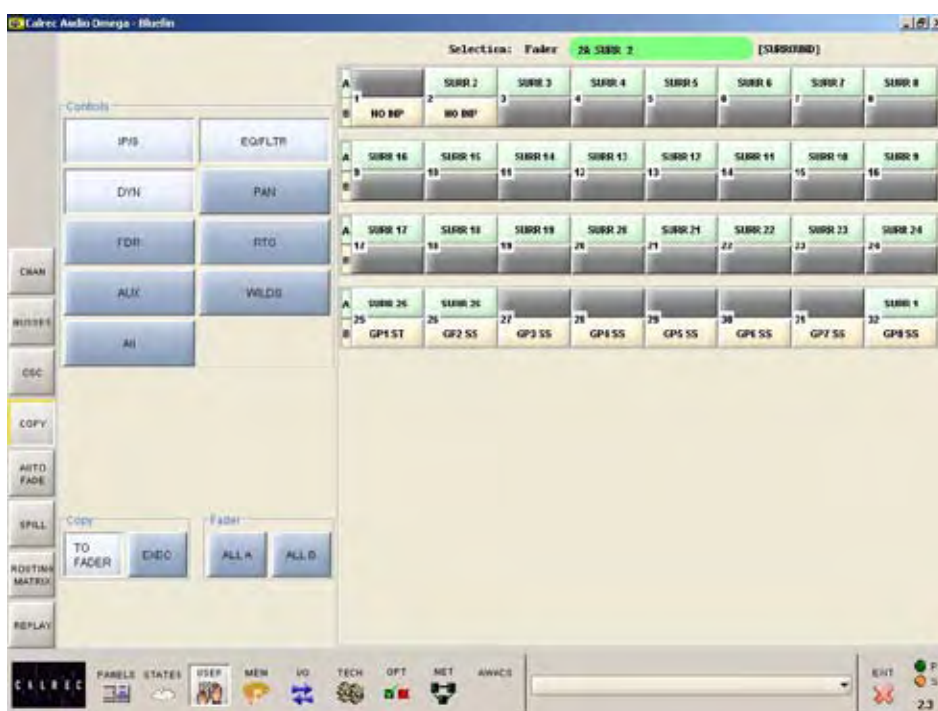 Calrec Audio Omega - Bluefin
Selection: Fader 2A SURR 2 [SURROUND]
Controls
IP/S EQ/FLTR
DYN PAN
FDR RTG
AUX WILDS
All
CHAN
BUSSES
OSC
COPY
AUTO FADE
SPILL
ROUTING MATRIX
REPLAY
A SURR 2 SURR 3 SURR 4 SURR 5 SURR 6 SURR 7 SURR 8
1 2 3 4 5 6 7 8
B NO INP NO INP
A SURR 16 SURR 15 SURR 14 SURR 13 SURR 12 SURR 11 SURR 10 SURR 9
9 10 11 12 13 14 15 16
B
A SURR 17 SURR 18 SURR 19 SURR 20 SURR 21 SURR 22 SURR 23 SURR 24
17 18 19 20 21 22 23 24
B
A SURR 25 SURR 26 SURR 1
25 26 27 28 29 30 31 32
B GP1 ST GP2 SS GP3 SS GP4 SS GP5 SS GP6 SS GP7 SS GP8 SS
Copy
TO FADER EXEC
Fader
ALL A ALL B
CALREC
PANELS STATES USER MEM I/O TECH OPT NET AWACS
EXIT
P
S
23